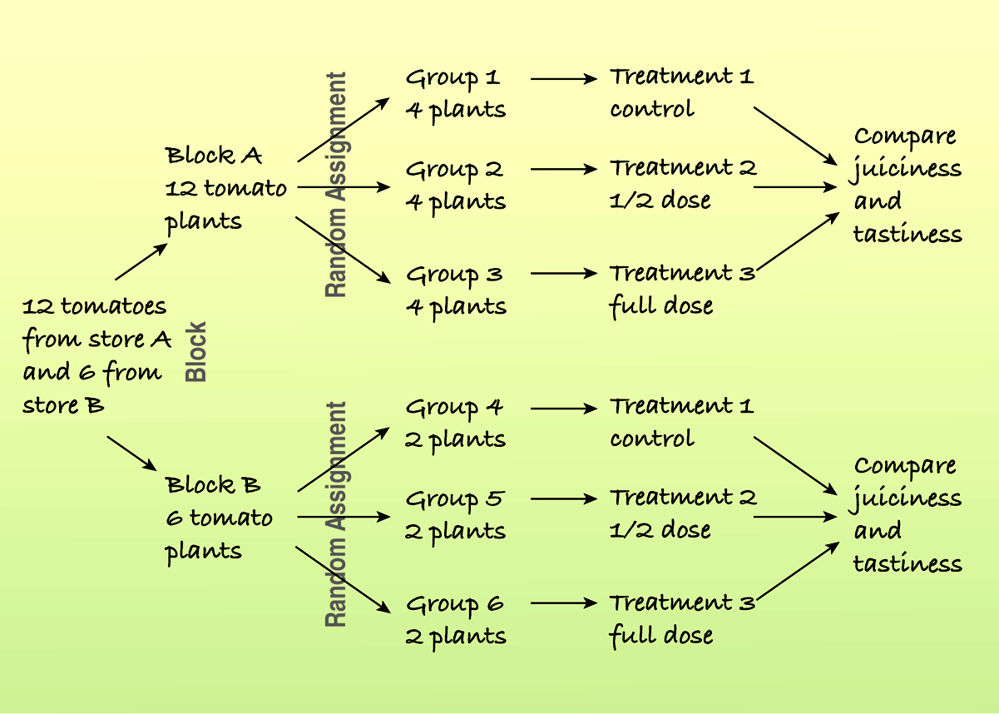 12 tomatoes
from store A
and 6 from
store B
Block
Block A
12 tomato
plants
Random Assignment
Group 1
4 plants
Treatment 1
control
Group 2
4 plants
Treatment 2
1/2 dose
Group 3
4 plants
Treatment 3
full dose
Compare
juiciness
and
tastiness
Block B
6 tomato
plants
Random Assignment
Group 4
2 plants
Treatment 1
control
Group 5
2 plants
Treatment 2
1/2 dose
Group 6
2 plants
Treatment 3
full dose
Compare
juiciness
and
tastiness